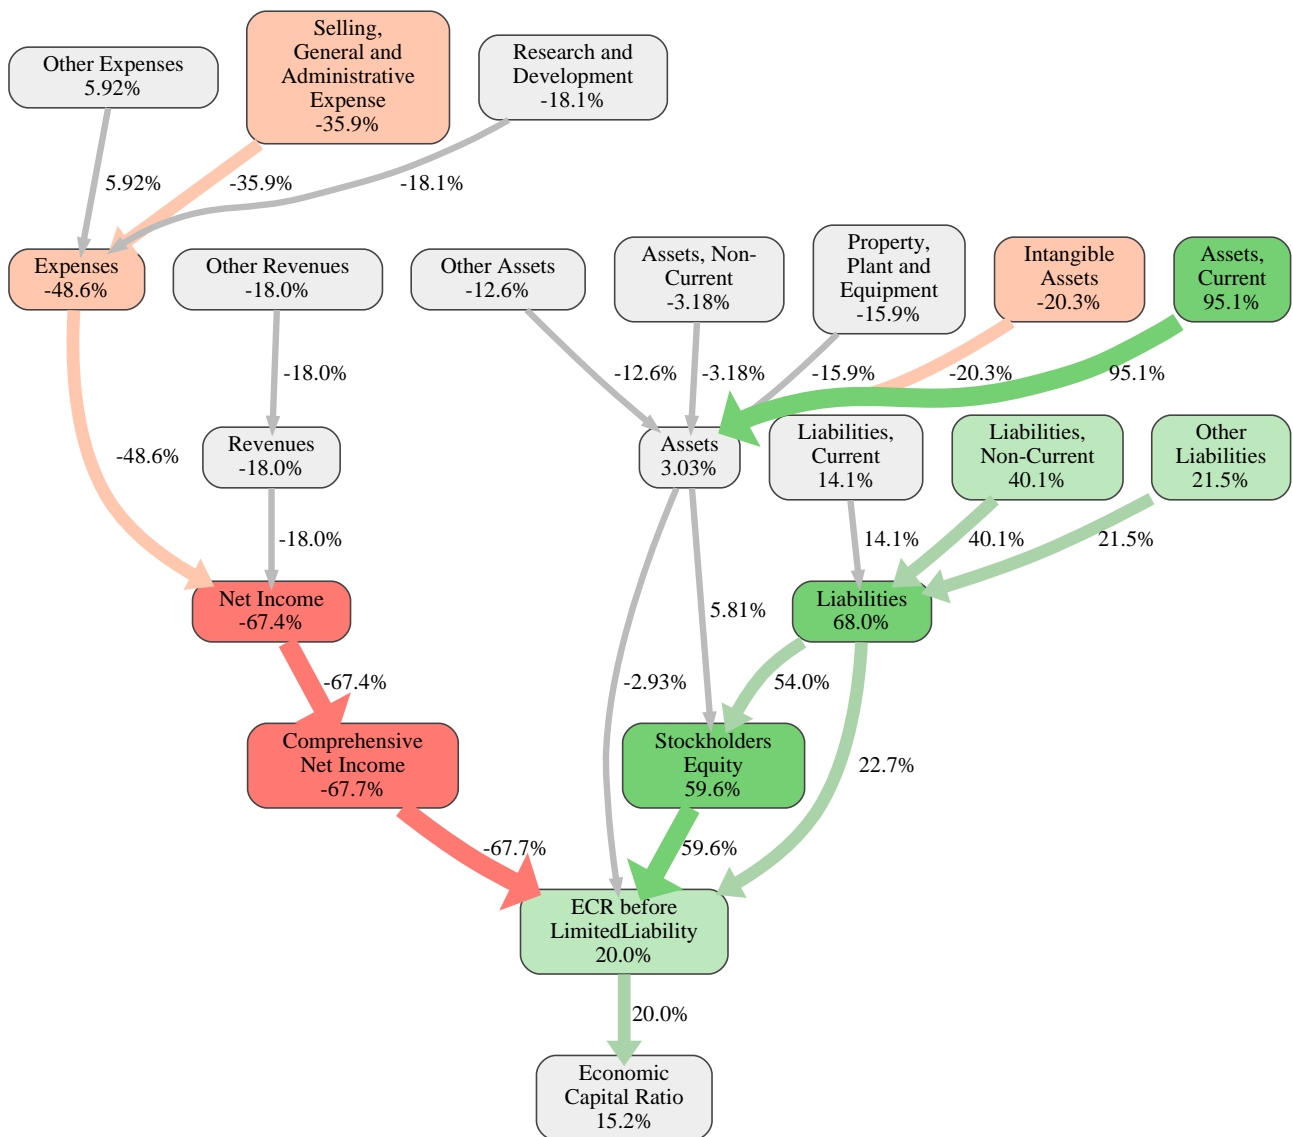 Other Expenses
5.92%
Selling,
General and
Administrative
Expense
-35.9%
Research and
Development
-18.1%
5.92%
-35.9%
-18.1%
Expenses
-48.6%
Other Revenues
-18.0%
Other Assets
-12.6%
Assets, Non-
Current
-3.18%
Property,
Plant and
Equipment
-15.9%
Intangible
Assets
-20.3%
Assets,
Current
95.1%
-18.0%
-12.6%
-3.18%
-15.9%
-20.3%
95.1%
-48.6%
Revenues
-18.0%
Assets
3.03%
Liabilities,
Current
14.1%
Liabilities,
Non-Current
40.1%
Other
Liabilities
21.5%
-18.0%
14.1%
40.1%
21.5%
Net Income
-67.4%
5.81%
Liabilities
68.0%
-67.4%
-2.93%
54.0%
Comprehensive
Net Income
-67.7%
Stockholders
Equity
59.6%
22.7%
-67.7%
59.6%
ECR before
LimitedLiability
20.0%
20.0%
Economic
Capital Ratio
15.2%